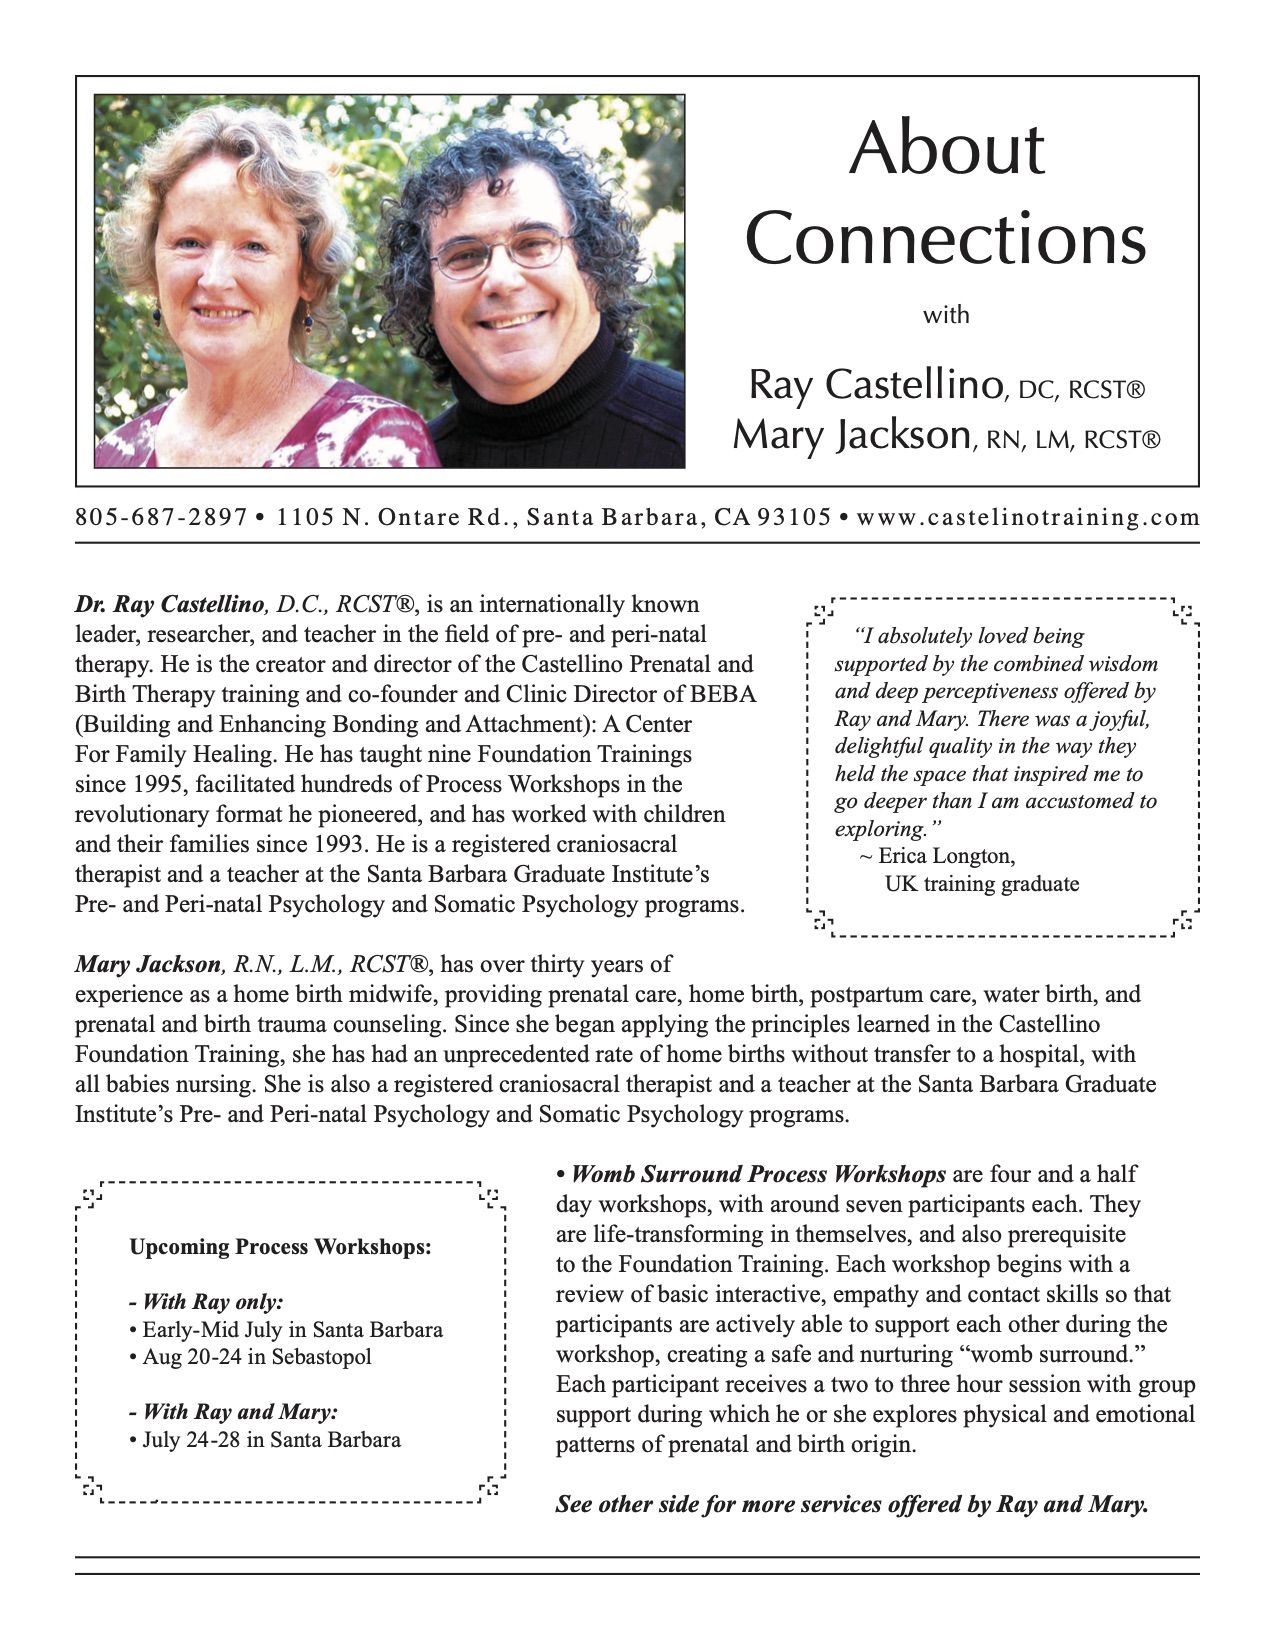 About
Connections
with
Ray Castellino, DC, RCST®
Mary Jackson, RN, LM, RCST®
805-687-2897 • 1105 N. Ontare Rd., Santa Barbara, CA 93105 • www.castelinotraining.com
Dr. Ray Castellino, D.C., RCST®, is an internationally known
leader, researcher, and teacher in the field of pre- and peri-natal
therapy. He is the creator and director of the Castellino Prenatal and
Birth Therapy training and co-founder and Clinic Director of BEBA
(Building and Enhancing Bonding and Attachment): A Center
For Family Healing. He has taught nine Foundation Trainings
since 1995, facilitated hundreds of Process Workshops in the
revolutionary format he pioneered, and has worked with children
and their families since 1993. He is a registered craniosacral
therapist and a teacher at the Santa Barbara Graduate Institute’s
Pre- and Peri-natal Psychology and Somatic Psychology programs.
“I absolutely loved being
supported by the combined wisdom
and deep perceptiveness offered by
Ray and Mary. There was a joyful,
delightful quality in the way they
held the space that inspired me to
go deeper than I am accustomed to
exploring.”
~ Erica Longton,
UK training graduate
Mary Jackson, R.N., L.M., RCST®, has over thirty years of
experience as a home birth midwife, providing prenatal care, home birth, postpartum care, water birth, and
prenatal and birth trauma counseling. Since she began applying the principles learned in the Castellino
Foundation Training, she has had an unprecedented rate of home births without transfer to a hospital, with
all babies nursing. She is also a registered craniosacral therapist and a teacher at the Santa Barbara Graduate
Institute’s Pre- and Peri-natal Psychology and Somatic Psychology programs.
Upcoming Process Workshops:
- With Ray only:
• Early-Mid July in Santa Barbara
• Aug 20-24 in Sebastopol
- With Ray and Mary:
• July 24-28 in Santa Barbara
• Womb Surround Process Workshops are four and a half
day workshops, with around seven participants each. They
are life-transforming in themselves, and also prerequisite
to the Foundation Training. Each workshop begins with a
review of basic interactive, empathy and contact skills so that
participants are actively able to support each other during the
workshop, creating a safe and nurturing “womb surround.”
Each participant receives a two to three hour session with group
support during which he or she explores physical and emotional
patterns of prenatal and birth origin.
See other side for more services offered by Ray and Mary.